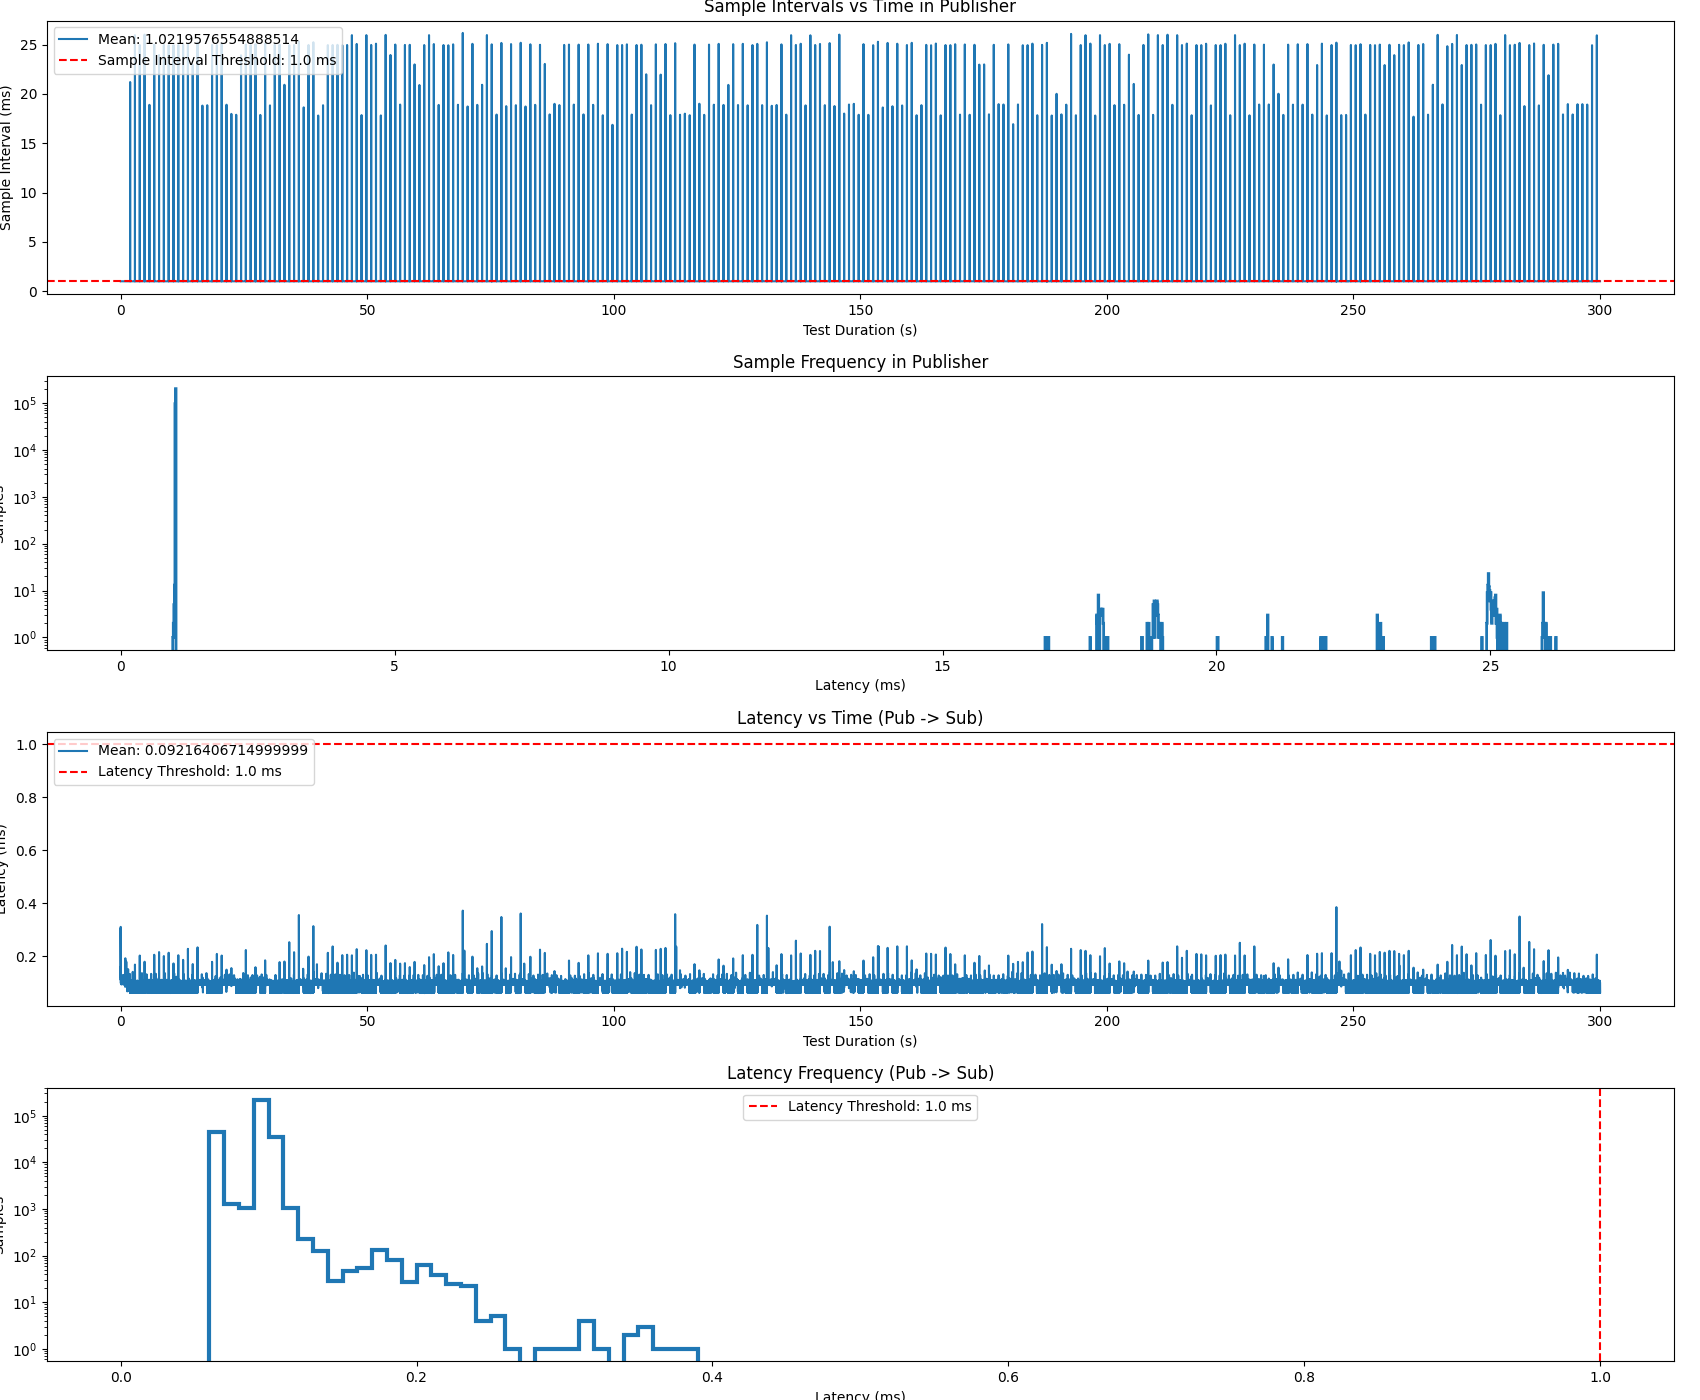 Sample Intervals vs Time in Publisher
Mean: 1.0219576554888514
Sample Interval Threshold: 1.0 ms
Sample Interval (ms)
25
20
15
10
5
0
0 50 100 150 200 250 300
Test Duration (s)
Sample Frequency in Publisher
10^5
10^4
10^3
10^2
10^1
10^0
0 5 10 15 20 25
Latency (ms)
Latency vs Time (Pub -> Sub)
Mean: 0.09216406714999999
Latency Threshold: 1.0 ms
Latency (ms)
1.0
0.8
0.6
0.4
0.2
0 50 100 150 200 250 300
Test Duration (s)
Latency Frequency (Pub -> Sub)
Latency Threshold: 1.0 ms
10^5
10^4
10^3
10^2
10^1
10^0
0.0 0.2 0.4 0.6 0.8 1.0
Latency (ms)